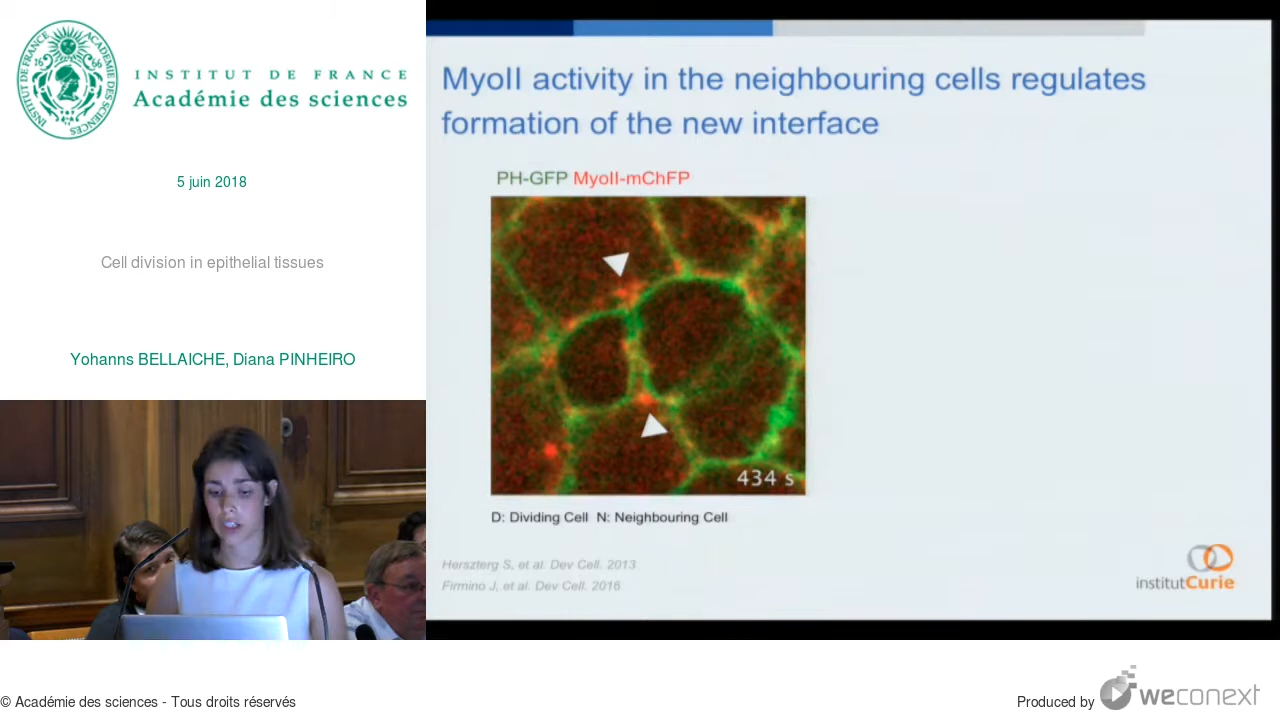 INSTITUT DE FRANCE
Académie des sciences
5 juin 2018
Cell division in epithelial tissues
Yohanns BELLAICHE, Diana PINHEIRO
MyoII activity in the neighbouring cells regulates
formation of the new interface
PH-GFP MyoII-mChFP
434 s
D: Dividing Cell N: Neighbouring Cell
Herszterg S, et al. Dev Cell. 2013
Firmino J, et al. Dev Cell. 2016
institutCurie
© Académie des sciences - Tous droits réservés
Produced by weconext